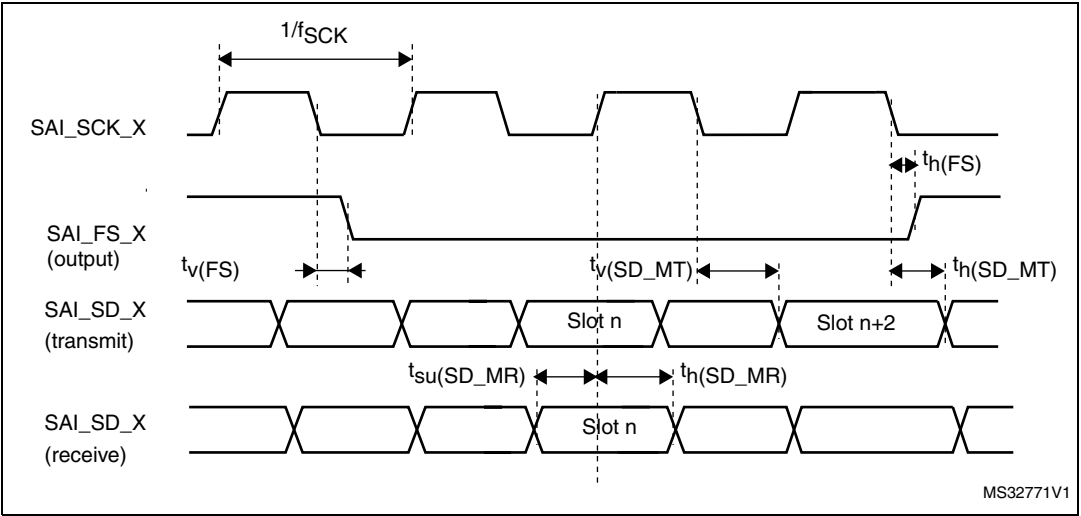 1/fSCK
SAI_SCK_X
th(FS)
SAI_FS_X
(output)
tv(FS)
tv(SD_MT)
th(SD_MT)
SAI_SD_X
(transmit)
Slot n
Slot n+2
tsu(SD_MR)
th(SD_MR)
SAI_SD_X
(receive)
Slot n
MS32771V1